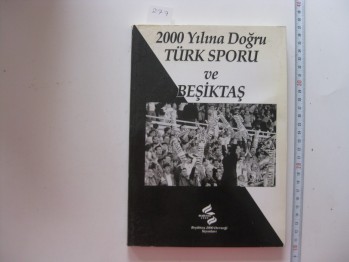 2000 Yılına Doğru
TÜRK SPORU
ve
BEŞİKTAŞ